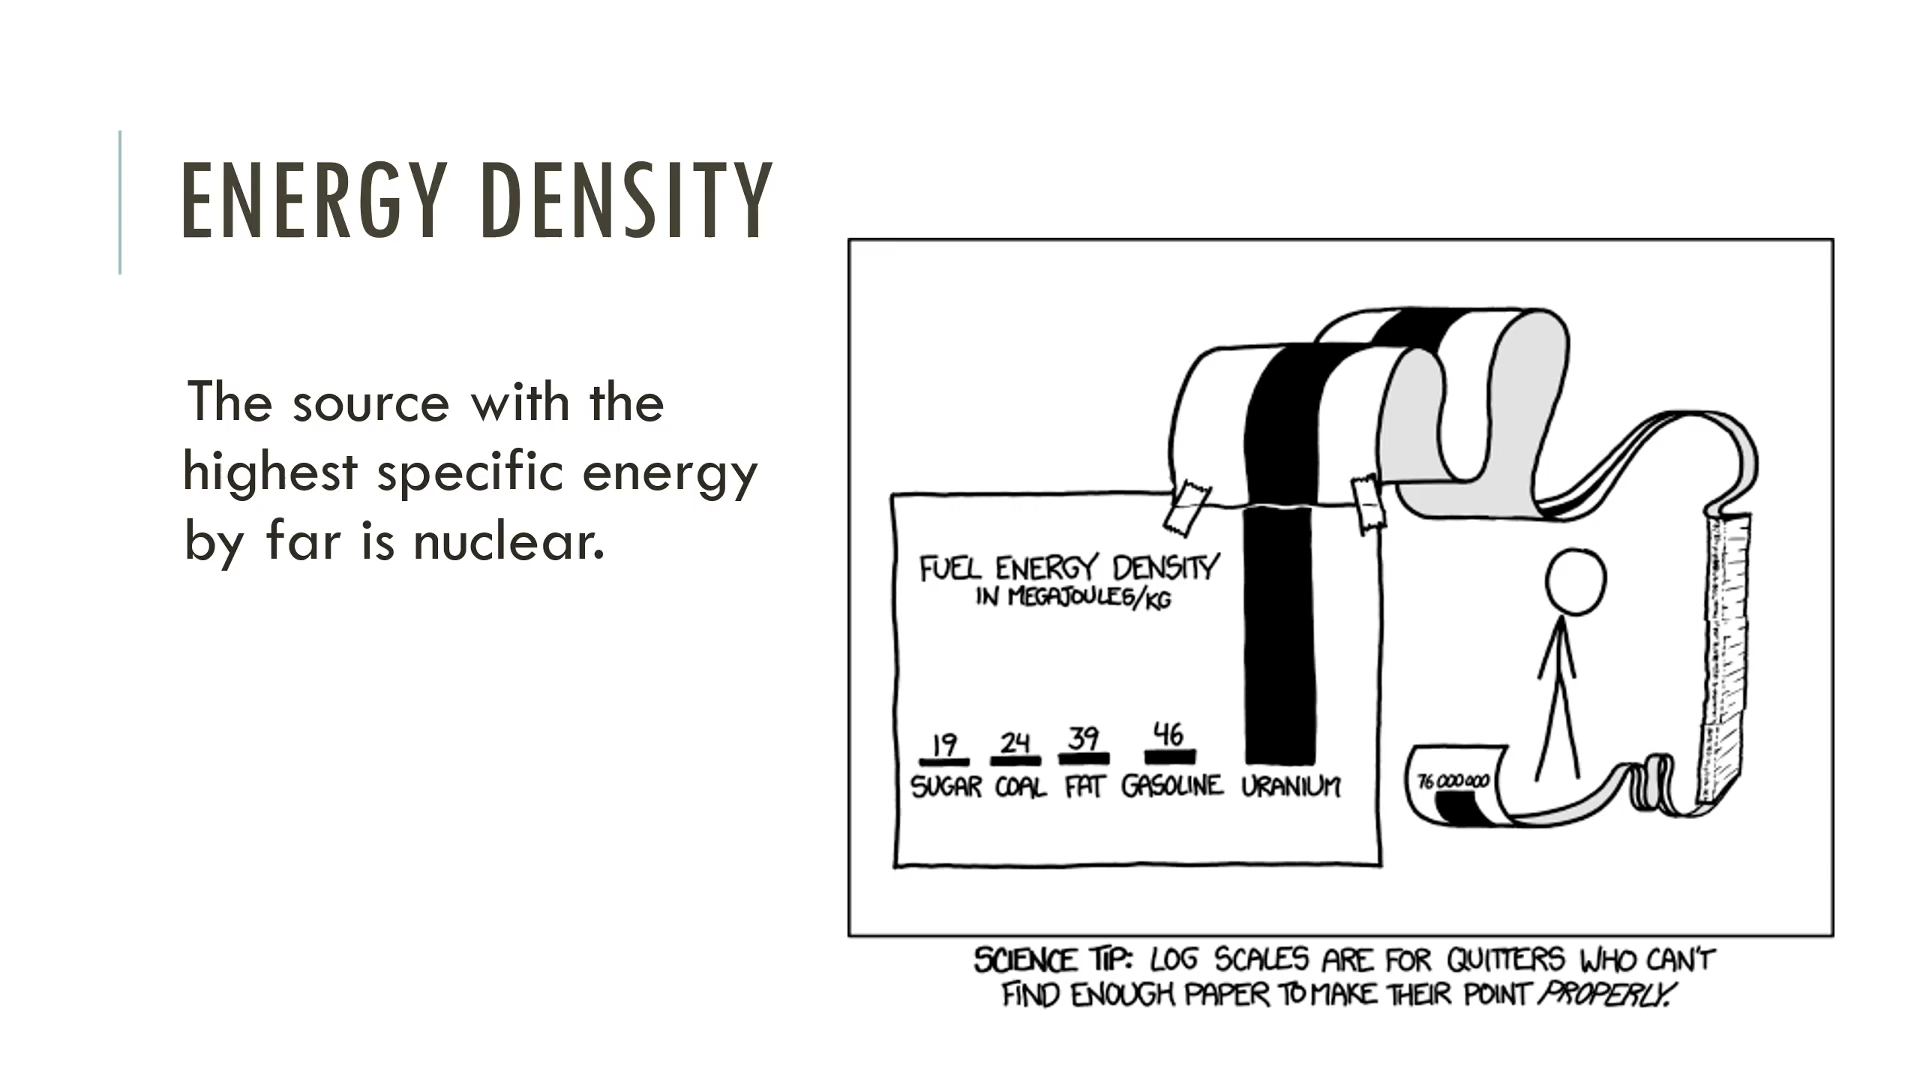 ENERGY DENSITY
The source with the
highest specific energy
by far is nuclear.
FUEL ENERGY DENSITY
IN MEGAJOULES/KG
19 24 39 46
SUGAR COAL FAT GASOLINE URANIUM
76 000 000
SCIENCE TIP: LOG SCALES ARE FOR QUITTERS WHO CAN'T
FIND ENOUGH PAPER TO MAKE THEIR POINT PROPERLY.